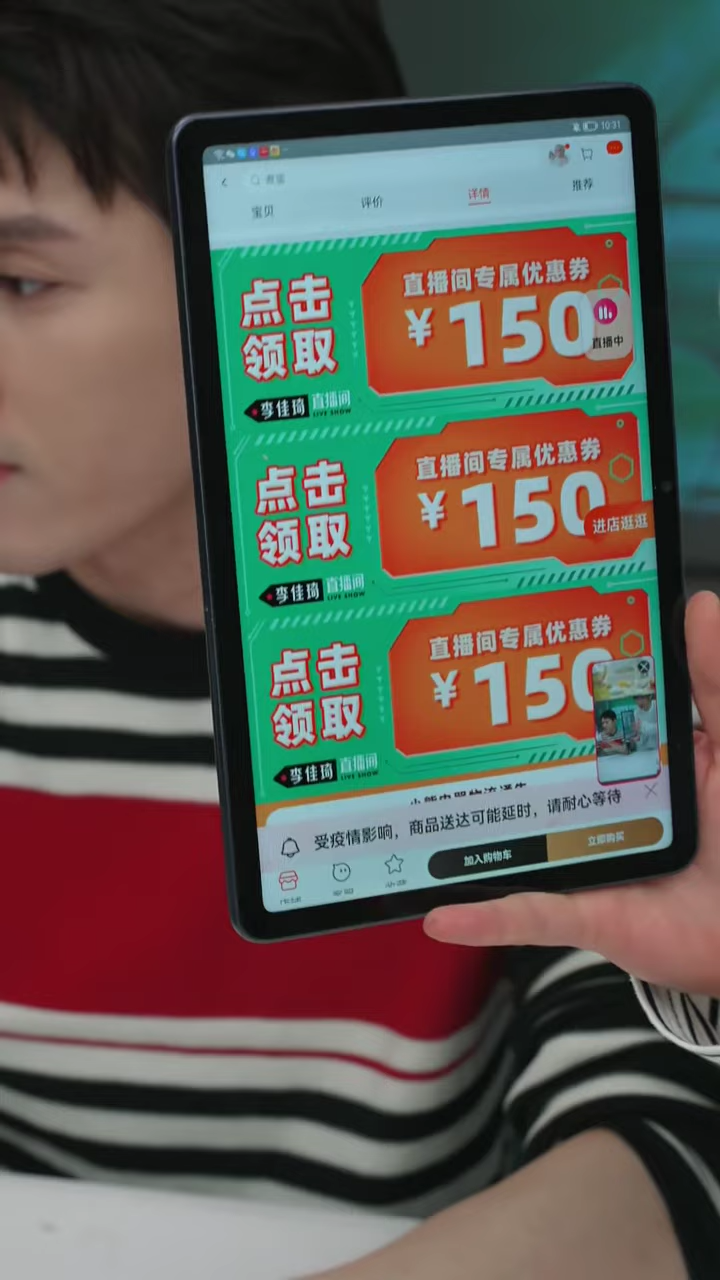 10:31
宝贝
评价
详情
推荐
点击
领取
直播间专属优惠券
¥150
直播中
李佳琦 直播间
LIVE SHOW
点击
领取
直播间专属优惠券
¥150
进店逛逛
李佳琦 直播间
LIVE SHOW
点击
领取
直播间专属优惠券
¥150
李佳琦 直播间
LIVE SHOW
受疫情影响，商品送达可能延时，请耐心等待
加入购物车
立即购买